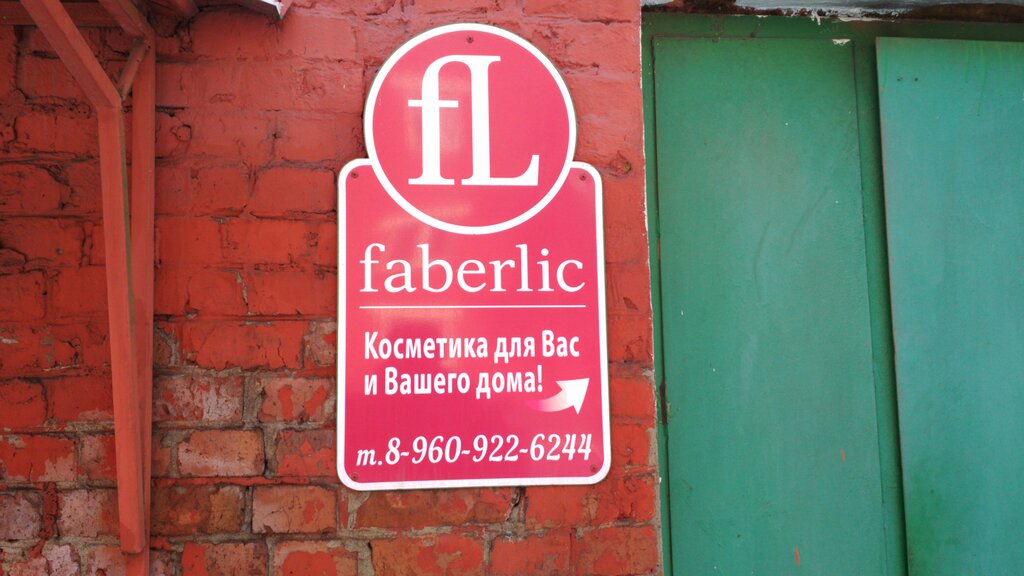 fL
faberlic
Косметика для Вас
и Вашего дома!
т.8-960-922-6244